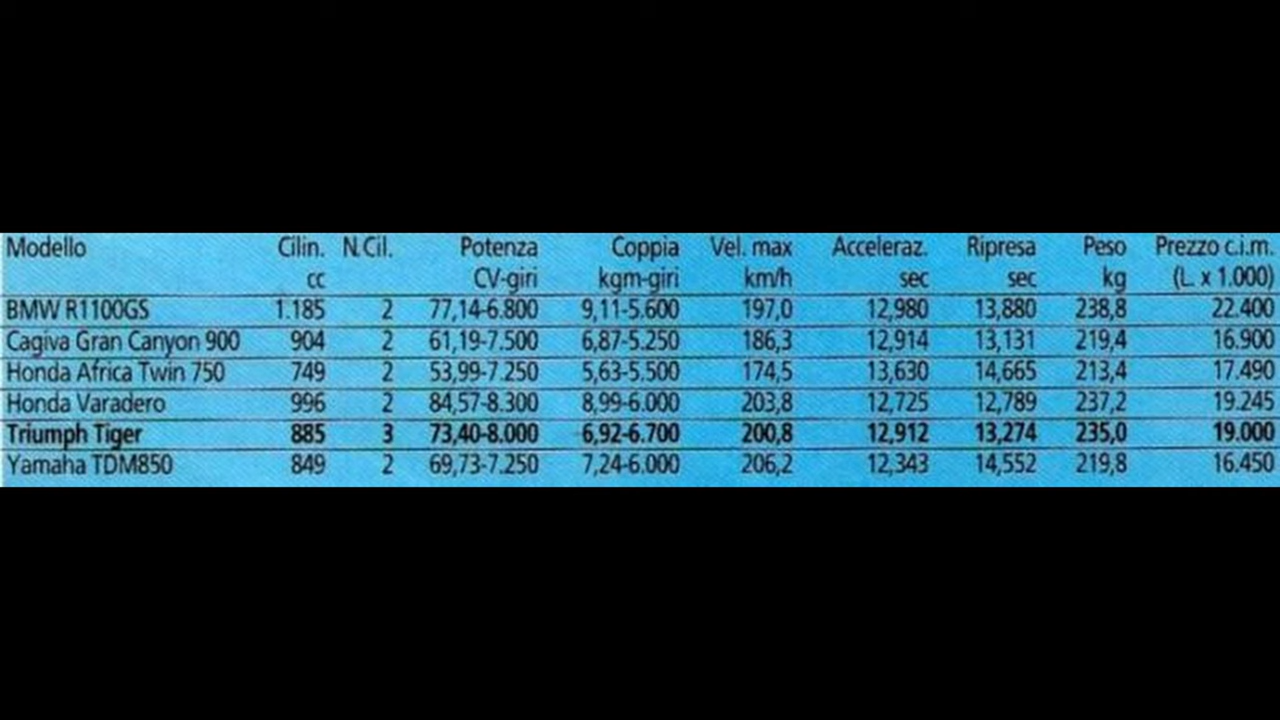 Modello Cilin. N.Cil. Potenza Coppia Vel. max Acceleraz. Ripresa Peso Prezzo c.i.m.
cc CV-giri kgm-giri km/h sec sec kg (L. x 1.000)
BMW R1100GS 1.185 2 77,14-6.800 9,11-5.600 197,0 12,980 13,880 238,8 22.400
Cagiva Gran Canyon 900 904 2 61,19-7.500 6,87-5.250 186,3 12,914 13,131 219,4 16.900
Honda Africa Twin 750 749 2 53,99-7.250 5,63-5.500 174,5 13,630 14,665 213,4 17.490
Honda Varadero 996 2 84,57-8.300 8,99-6.000 203,8 12,725 12,789 237,2 19.245
Triumph Tiger 885 3 73,40-8.000 6,92-6.700 200,8 12,912 13,274 235,0 19.000
Yamaha TDM850 849 2 69,73-7.250 7,24-6.000 206,2 12,343 14,552 219,8 16.450